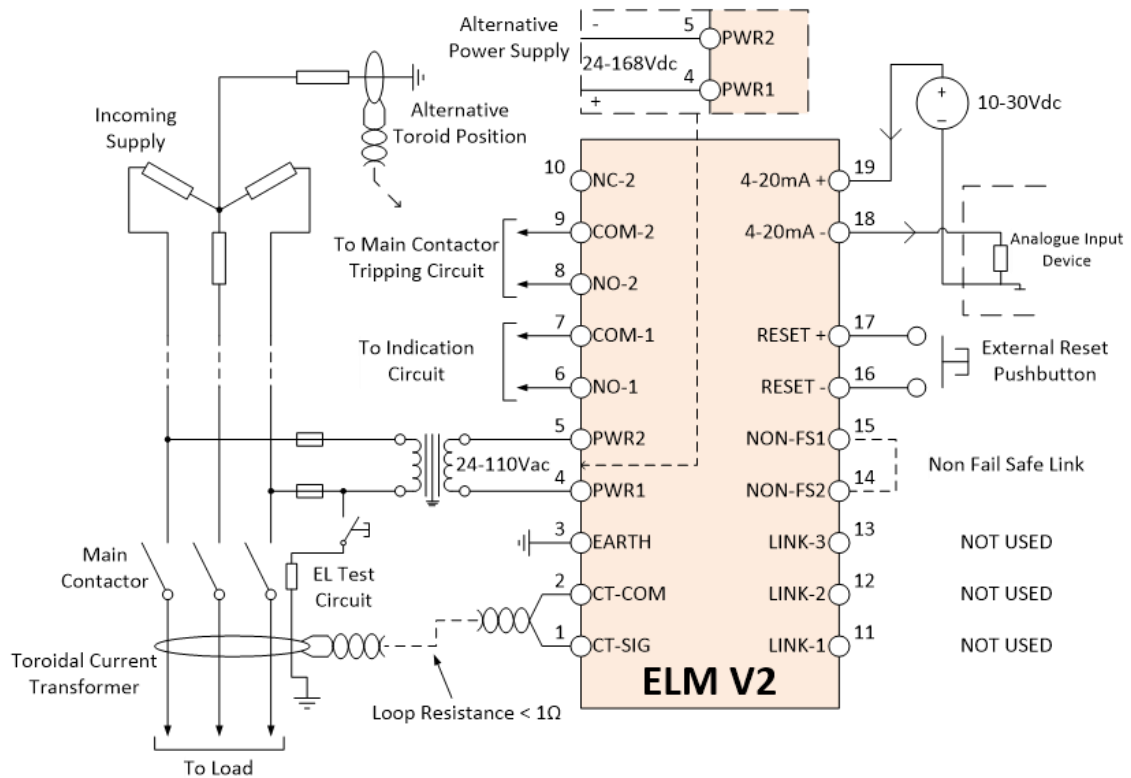 Alternative
Power Supply
-
5
PWR2
24-168Vdc
4
PWR1
+
Incoming
Supply
Alternative
Toroid Position
+
−
10-30Vdc
10
NC-2
4-20mA +
19
To Main Contactor
Tripping Circuit
9
COM-2
4-20mA -
18
Analogue Input
Device
8
NO-2
To Indication
Circuit
7
COM-1
RESET +
17
External Reset
Pushbutton
6
NO-1
RESET -
16
24-110Vac
5
PWR2
NON-FS1
15
Non Fail Safe Link
4
PWR1
NON-FS2
14
3
EARTH
LINK-3
13
NOT USED
Main
Contactor
EL Test
Circuit
2
CT-COM
LINK-2
12
NOT USED
1
CT-SIG
LINK-1
11
NOT USED
Toroidal Current
Transformer
ELM V2
Loop Resistance < 1Ω
To Load